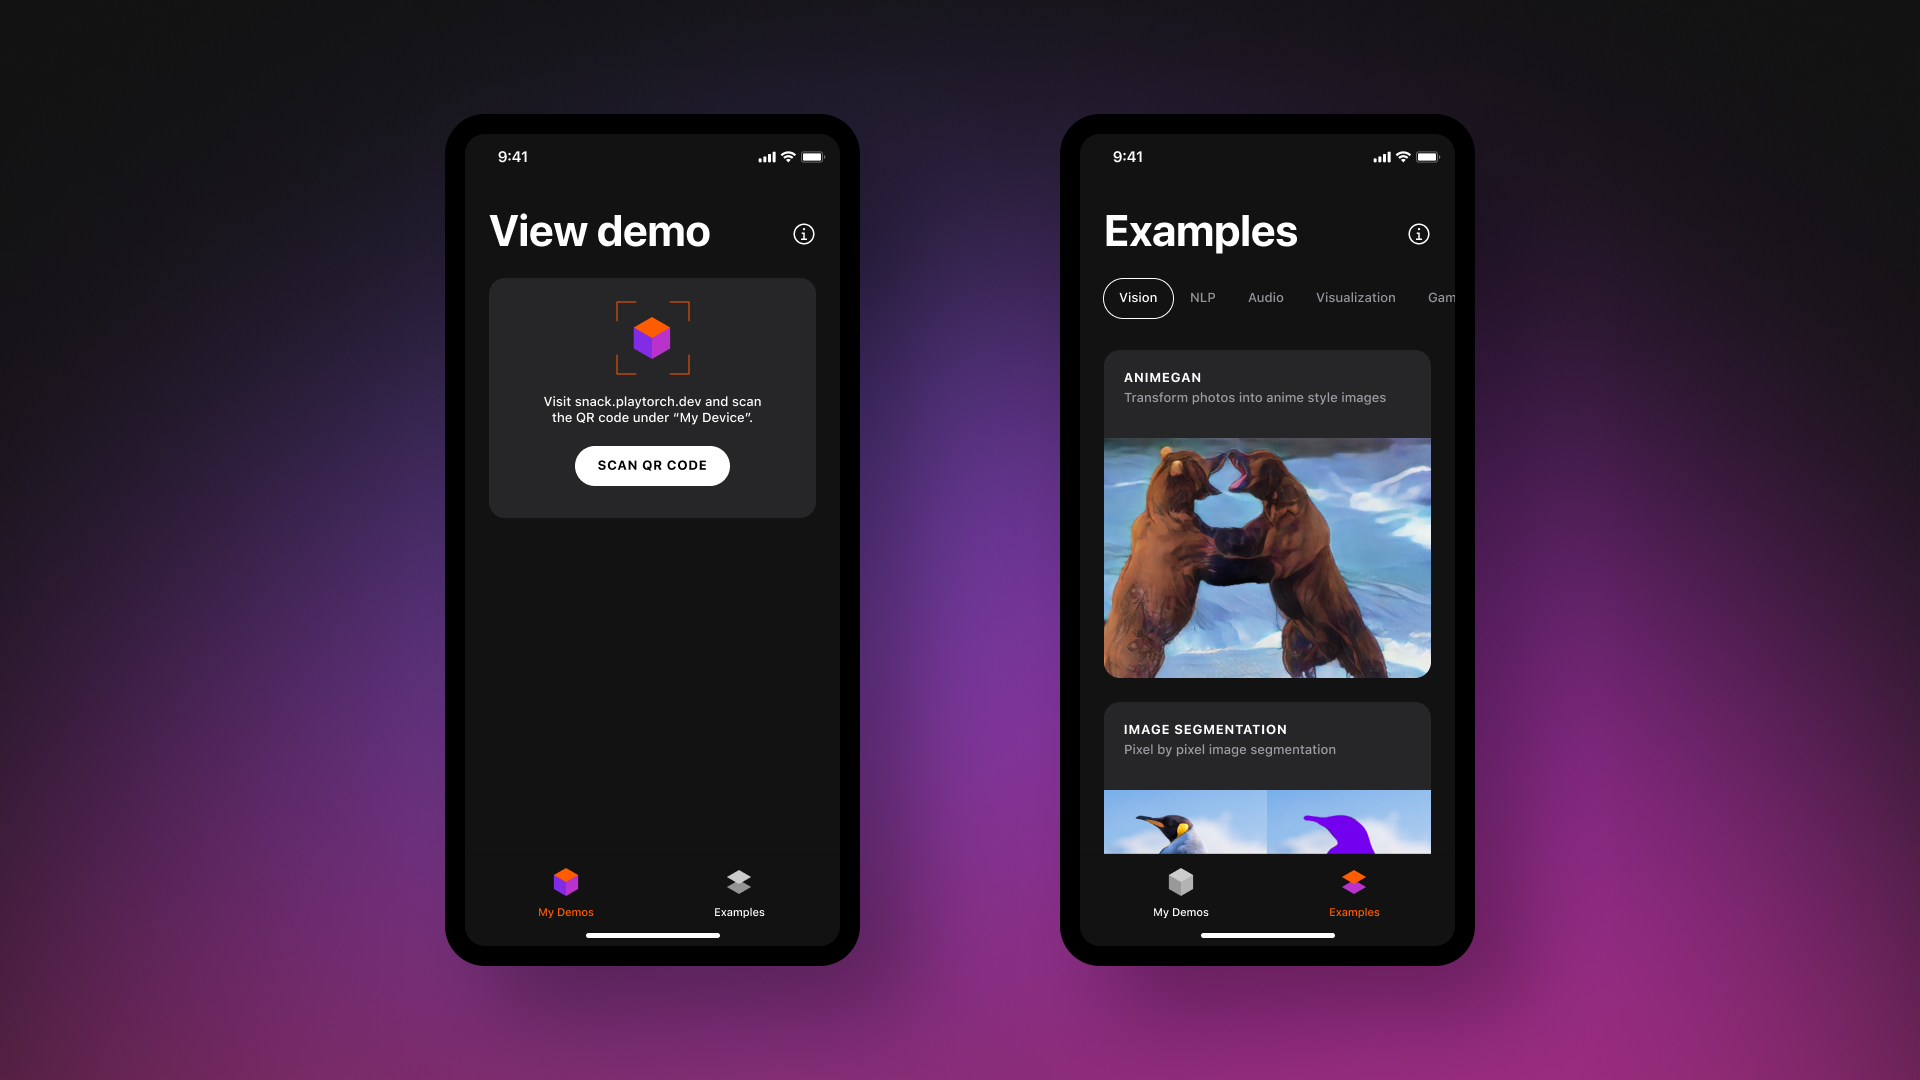 9:41
View demo
Visit snack.playtorch.dev and scan
the QR code under “My Device”.
SCAN QR CODE
My Demos
Examples
9:41
Examples
Vision
NLP
Audio
Visualization
Gam
ANIMEGAN
Transform photos into anime style images
IMAGE SEGMENTATION
Pixel by pixel image segmentation
My Demos
Examples